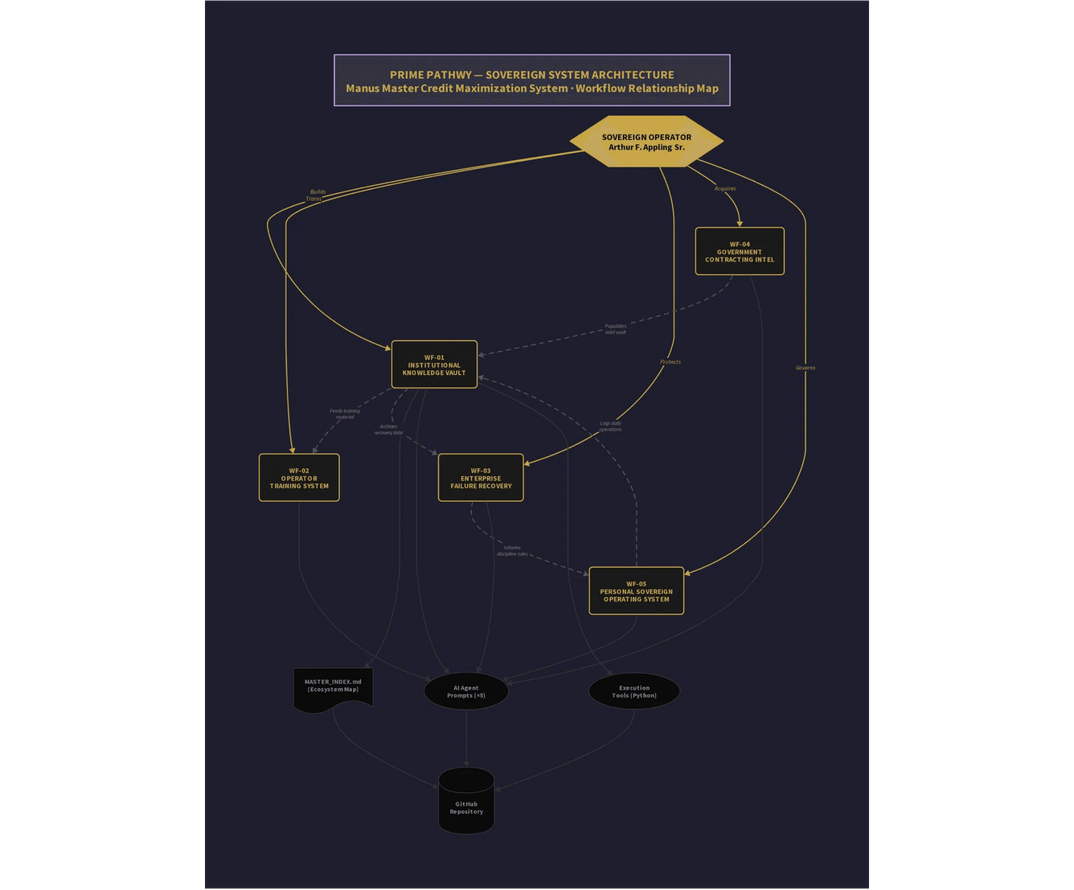 PRIME PATHWY — SOVEREIGN SYSTEM ARCHITECTURE
Manus Master Credit Maximization System · Workflow Relationship Map
SOVEREIGN OPERATOR
Arthur F. Appling Sr.
Builds
Trains
Acquires
WF-04
GOVERNMENT
CONTRACTING INTEL
Populates
intel vault
WF-01
INSTITUTIONAL
KNOWLEDGE VAULT
Protects
Governs
Feeds training
material
Archives
recovery data
Logs daily
operations
WF-02
OPERATOR
TRAINING SYSTEM
WF-03
ENTERPRISE
FAILURE RECOVERY
Informs
discipline rules
WF-05
PERSONAL SOVEREIGN
OPERATING SYSTEM
MASTER_INDEX.md
(Ecosystem Map)
AI Agent
Prompts (×5)
Execution
Tools (Python)
GitHub
Repository